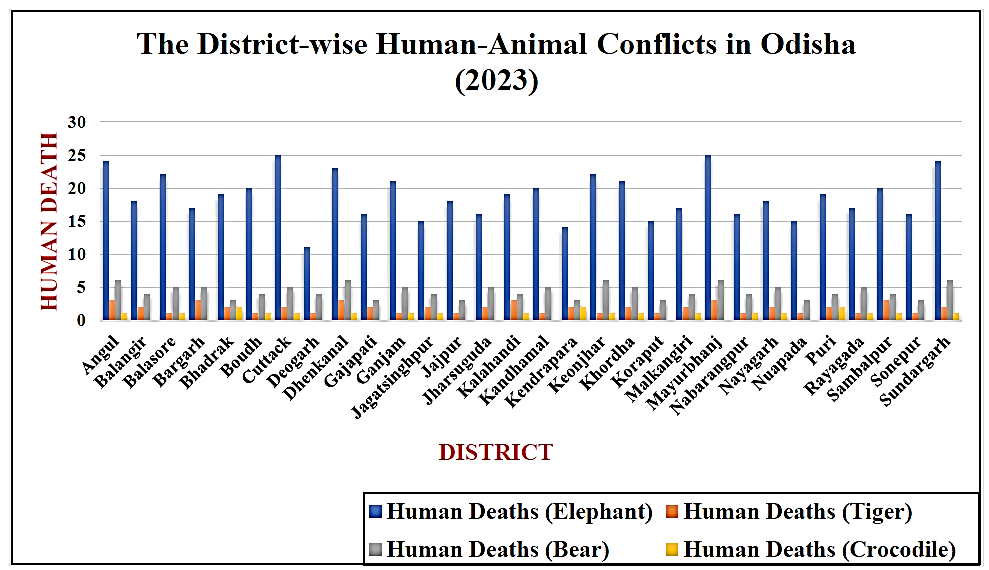 The District-wise Human-Animal Conflicts in Odisha
(2023)
HUMAN DEATH
30
25
20
15
10
5
0
Angul
Balangir
Balasore
Bargarh
Bhadrak
Boudh
Cuttack
Deogarh
Dhenkanal
Gajapati
Ganjam
Jagatsinghpur
Jajpur
Jharsuguda
Kalahandi
Kandhamal
Kendrapara
Keonjhar
Khordha
Koraput
Malkangiri
Mayurbhanj
Nabarangpur
Nayagarh
Nuapada
Puri
Rayagada
Sambalpur
Sonepur
Sundargarh
DISTRICT
Human Deaths (Elephant) Human Deaths (Tiger)
Human Deaths (Bear) Human Deaths (Crocodile)